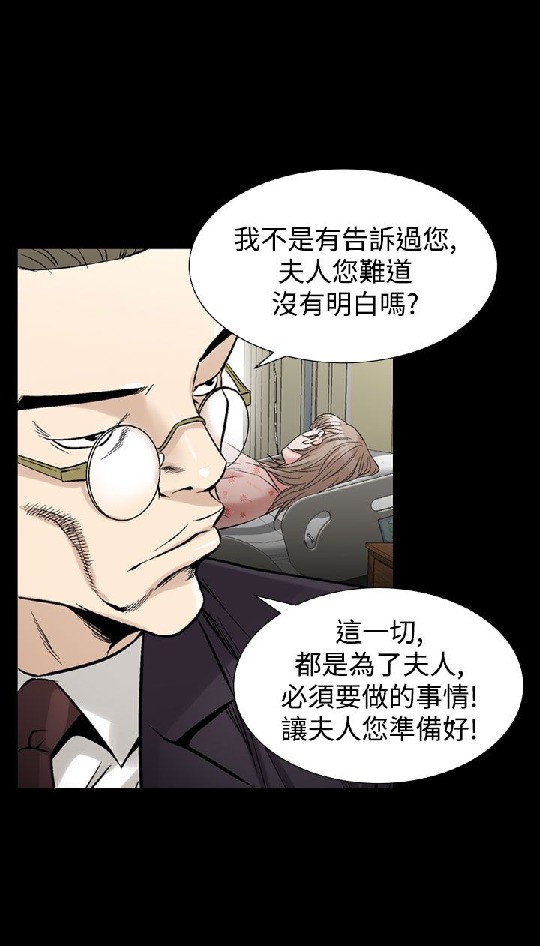 我不是有告訴過您,
夫人您難道
沒有明白嗎?
這一切,
都是為了夫人,
必須要做的事情!
讓夫人您準備好!